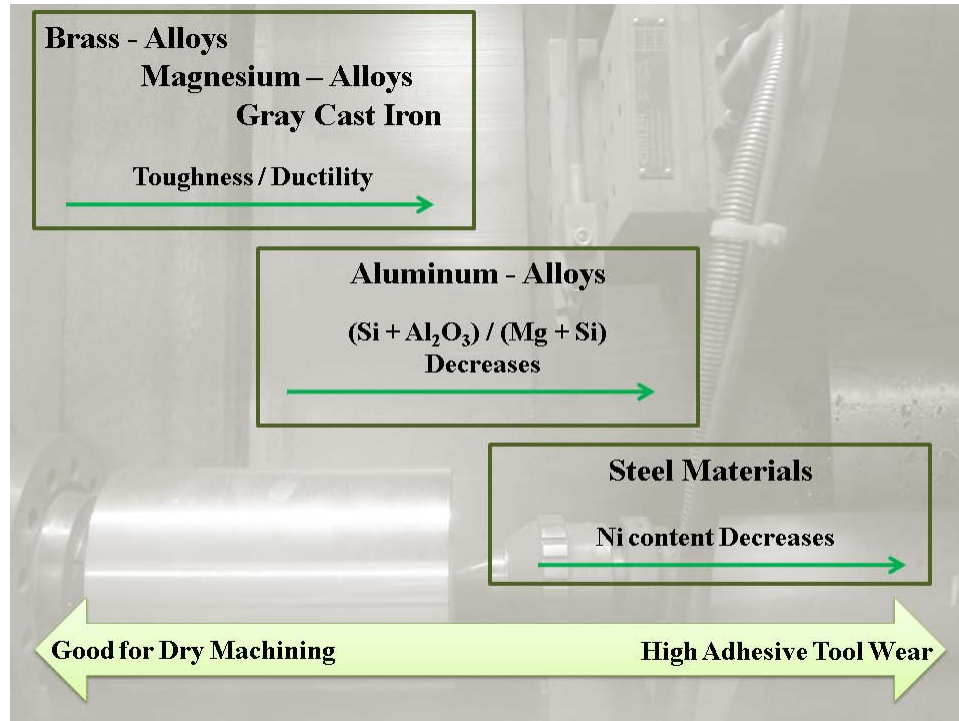 Brass - Alloys
Magnesium – Alloys
Gray Cast Iron
Toughness / Ductility
Aluminum - Alloys
(Si + Al₂O₃) / (Mg + Si)
Decreases
Steel Materials
Ni content Decreases
Good for Dry Machining
High Adhesive Tool Wear